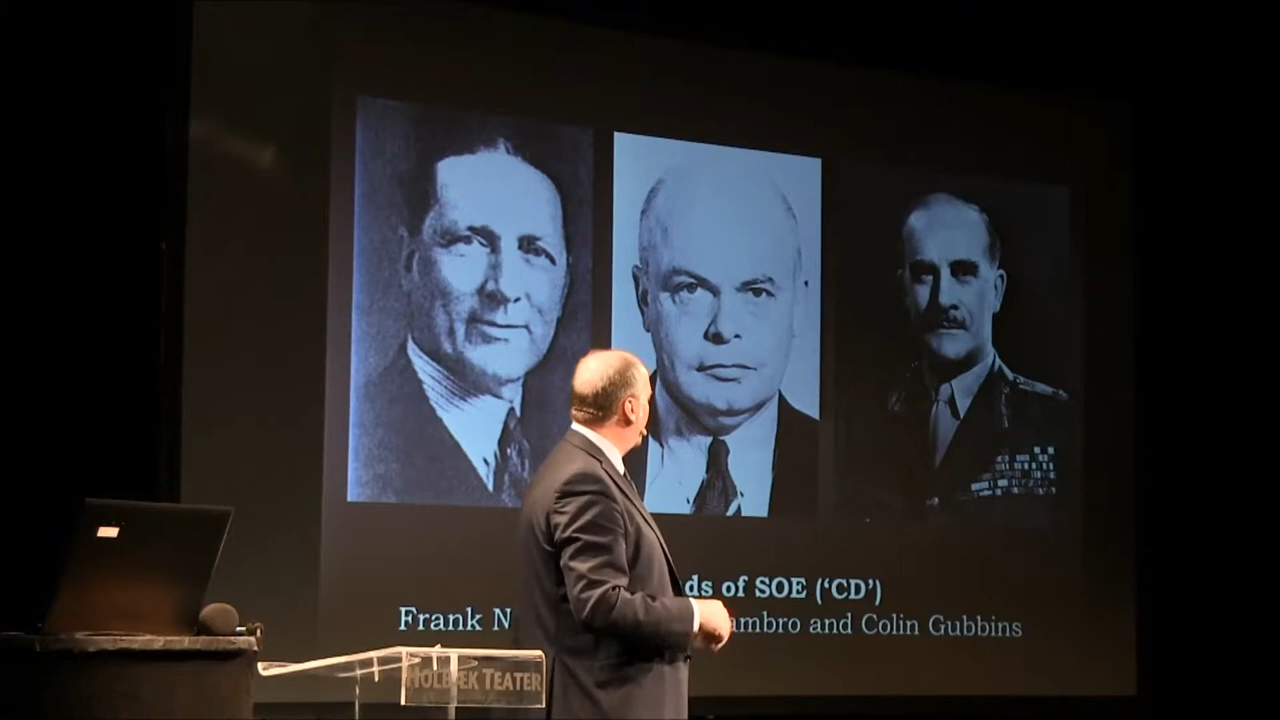 ds of SOE (‘CD’)
Frank N ambro and Colin Gubbins
HOLBÆK TEATER